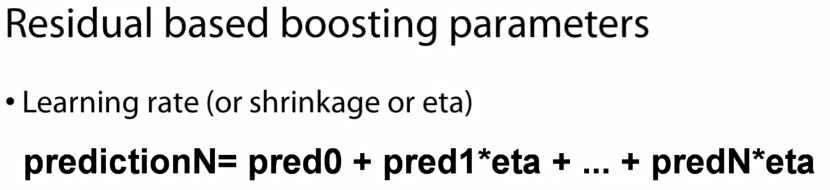 Residual based boosting parameters
• Learning rate (or shrinkage or eta)
predictionN= pred0 + pred1*eta + ... + predN*eta